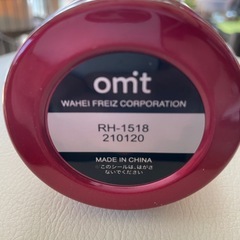 omit
WAHEI FREIZ CORPORATION
RH-1518
210120
MADE IN CHINA
※このシールは、はがさ
ないでください